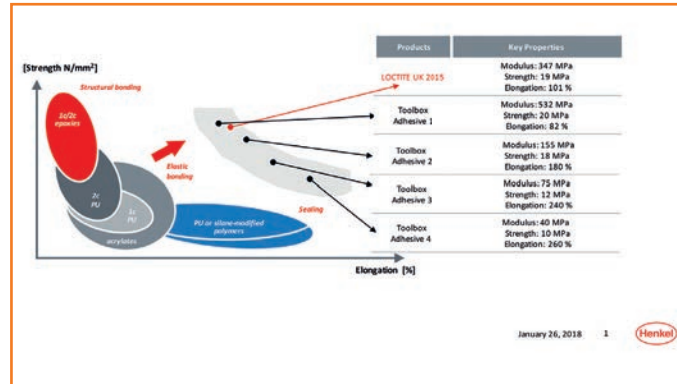 Products
Key Properties
[Strength N/mm²]
Structural bonding
1c/2c
epoxies
2c
PU
1c
PU
acrylates
Elastic
bonding
PU or silane-modified
polymers
Sealing
Elongation [%]
LOCTITE UK 2015
Modulus: 347 MPa
Strength: 19 MPa
Elongation: 101 %
Toolbox
Adhesive 1
Modulus: 532 MPa
Strength: 20 MPa
Elongation: 82 %
Toolbox
Adhesive 2
Modulus: 155 MPa
Strength: 18 MPa
Elongation: 180 %
Toolbox
Adhesive 3
Modulus: 75 MPa
Strength: 12 MPa
Elongation: 240 %
Toolbox
Adhesive 4
Modulus: 40 MPa
Strength: 10 MPa
Elongation: 260 %
January 26, 2018 1
Henkel